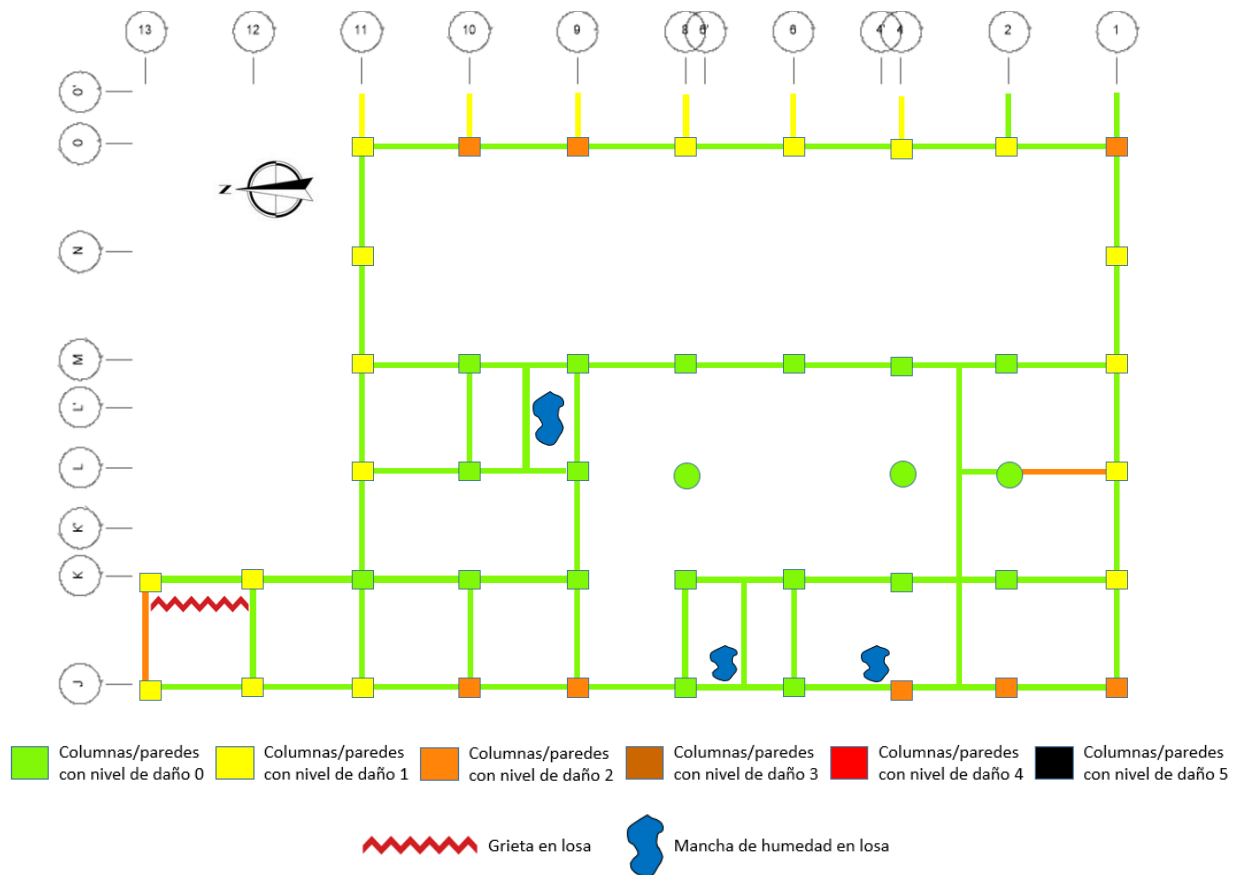 13
12
11
10
9
8
6
4'
4
2
1
O'
O
N
Z
M
L'
L
K'
K
J
Columnas/paredes
con nivel de daño 0
Columnas/paredes
con nivel de daño 1
Columnas/paredes
con nivel de daño 2
Columnas/paredes
con nivel de daño 3
Columnas/paredes
con nivel de daño 4
Columnas/paredes
con nivel de daño 5
Grieta en losa
Mancha de humedad en losa